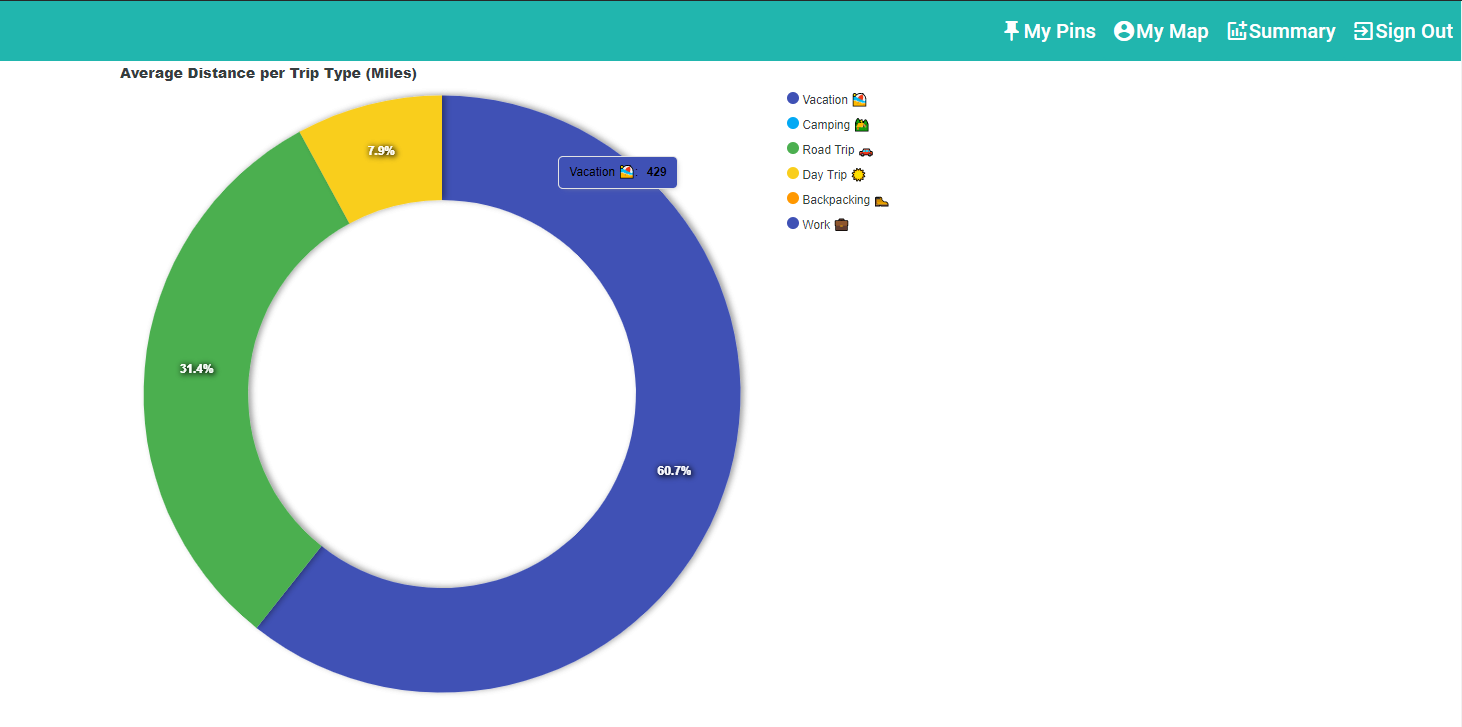 My Pins My Map Summary Sign Out
Average Distance per Trip Type (Miles)
Vacation
Camping
Road Trip
Day Trip
Backpacking
Work
7.9%
Vacation : 429
31.4%
60.7%